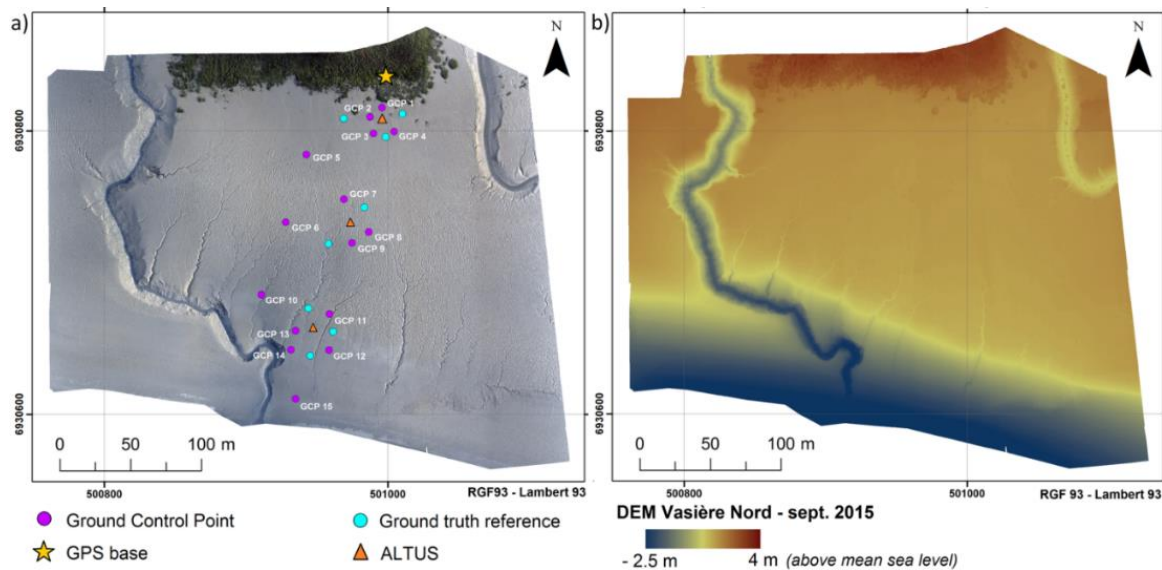 a)
N
6930800
6930600
GCP 1
GCP 2
GCP 3
GCP 4
GCP 5
GCP 7
GCP 6
GCP 8
GCP 9
GCP 10
GCP 11
GCP 13
GCP 14
GCP 12
GCP 15
0 50 100 m
500800 501000 RGF93 - Lambert 93
Ground Control Point
Ground truth reference
GPS base
ALTUS
b)
N
6930800
6930600
0 50 100 m
500800 501000 RGF93 - Lambert 93
DEM Vasière Nord - sept. 2015
- 2.5 m 4 m (above mean sea level)